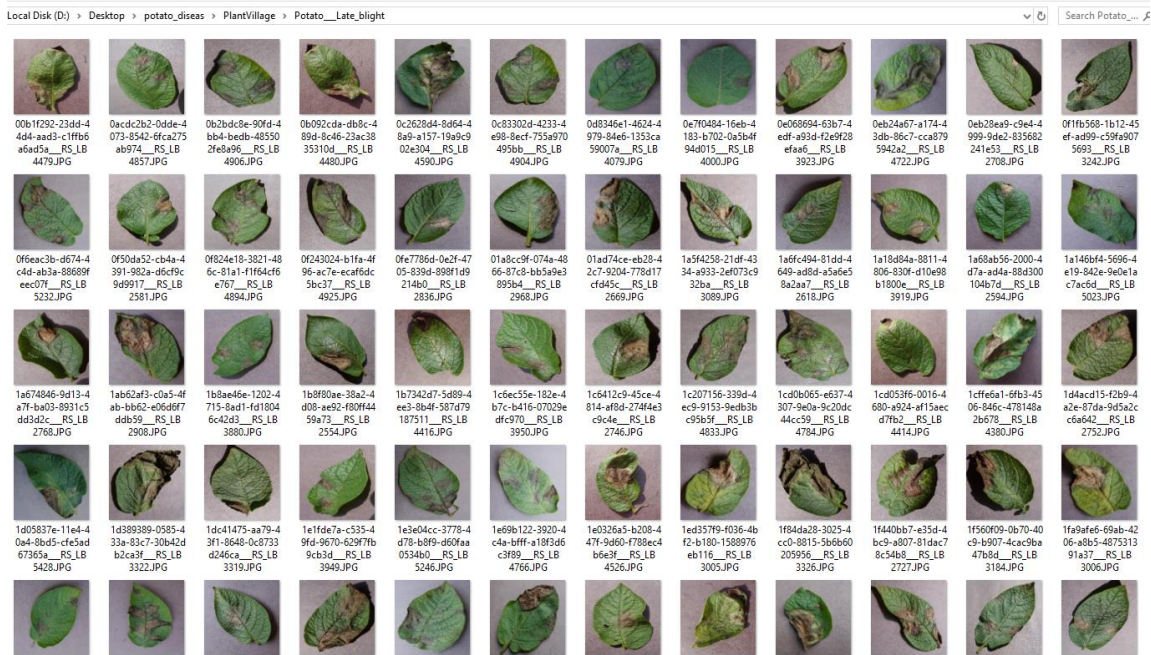 Local Disk (D:) > Desktop > potato_diseas > PlantVillage > Potato___Late_blight
Search Potato_...
00b1f292-23dd-4 0acdc2b2-0dde-4 0b2bdc8e-90fd-4 0b092cda-db8c-4 0c2628d4-8d64-4 0c83302d-4233-4 0d8346e1-4624-4 0e7f0484-16eb-4 0e068694-63b7-4 0eb24a67-a174-4 0eb28ea9-c9e4-4 0f1fb568-1b12-45
4d4-aad3-c1ffb6 073-8542-6fca275 bb4-bedb-48550 89d-8c46-23ac38 8a9-a157-19a9c9 e98-8ecf-755a970 979-84e6-1353ca 183-b702-0a5b4f eedf-a93d-f2e9f28 3db-86c7-cca879 999-9de2-835682 ef-ad99-c59fa907
a6ad5a___RS_LB ab974___RS_LB 2fe8a96___RS_LB 35310d___RS_LB 02e304___RS_LB 495bb___RS_LB 59007a___RS_LB 94d015___RS_LB efaa6___RS_LB 5942a2___RS_LB 241e53___RS_LB 5693___RS_LB
4479.JPG 4857.JPG 4906.JPG 4480.JPG 4590.JPG 4904.JPG 4079.JPG 4000.JPG 3923.JPG 4722.JPG 2708.JPG 3242.JPG
0f6eac3b-d674-4 0f50da52-cb4a-4 0f824e18-3821-48 0f243024-b1fa-4f 0fe7786d-0e2f-47 01a8cc9f-074a-48 01ad74ce-eb28-4 1a5f4258-21df-43 1a6fc494-81dd-4 1a18d84a-8811-4 1a68ab56-2000-4 1a146bf4-5696-4
c4d-ab3a-88689f 391-982a-d6cf9c 6c-81a1-f1f64cf6 96-ac7e-ecaf6dc 05-839d-898f1d9 66-87c8-bb5a9e3 2c7-9204-778d17 34-a933-2ef073c9 649-ad8d-a5a6e5 806-830f-d10e98 d7a-ad4a-88d300 e19-842e-9e0e1a
eec07f___RS_LB 9d9917___RS_LB e767___RS_LB 5bc37___RS_LB 214b0___RS_LB 895b4___RS_LB cfd45c___RS_LB 32ba___RS_LB 8a2aa7___RS_LB b1800e___RS_LB 104b7d___RS_LB c7ac6d___RS_LB
5232.JPG 2581.JPG 4894.JPG 4925.JPG 2836.JPG 2968.JPG 2669.JPG 3089.JPG 2618.JPG 3919.JPG 2594.JPG 5023.JPG
1a674846-9d13-4 1ab62af3-c0a5-4f 1b8ae46e-1202-4 1b8f80ae-38a2-4 1b7342d7-5d89-4 1c6ec55e-182e-4 1c6412c9-45ce-4 1c207156-339d-4 1cd0b065-e637-4 1cd053f6-0016-4 1cffe6a1-6fb3-45 1d4acd15-f2b9-4
a7f-ba03-8931c5 ab-bb62-e06d6f7 715-8ad1-fd1804 d08-ae92-f80ff44 ee3-8b4f-587d79 b7c-b416-07029e 814-af8d-274f4e3 ec9-9153-9edb3b 307-9e0a-9c20dc 680-a924-af15aec 06-846c-478148a a2e-87da-9d5a2c
dd3d2c___RS_LB ddb59___RS_LB 6c42d3___RS_LB 59a73___RS_LB 187511___RS_LB dfc970___RS_LB c9c4e___RS_LB c95b5f___RS_LB 44cc59___RS_LB d7fb2___RS_LB 2b678___RS_LB c6a642___RS_LB
2768.JPG 2908.JPG 3880.JPG 2554.JPG 4416.JPG 3950.JPG 2746.JPG 4833.JPG 4784.JPG 4414.JPG 4380.JPG 2752.JPG
1d05837e-11e4-4 1d389389-0585-4 1dc41475-aa79-4 1e1fde7a-c535-4 1e3e04cc-3778-4 1e69b122-3920-4 1e0326a5-b208-4 1ed357f9-f036-4b 1f84da28-3025-4 1f440bb7-e35d-4 1f560f09-0b70-40 1fa9afe6-69ab-42
0a4-8bd5-cfe5ad 33a-83c7-30b42d 3f1-8648-0c8733 9fd-9670-629f7fb d78-b8f9-d60faa c4a-bfff-a18f3d6 47f-9d60-f788ec4 f2-b180-1588976 cc0-8815-5b6b60 bc9-a807-81dac7 c9-b907-4cac9ba 06-a8b5-4875313
67365a___RS_LB b2ca3f___RS_LB d246ca___RS_LB 9cb3d___RS_LB 0534b0___RS_LB c3f89___RS_LB b6e3f___RS_LB eb116___RS_LB 205956___RS_LB 8c54b8___RS_LB 47b8d___RS_LB 91a37___RS_LB
5428.JPG 3322.JPG 3319.JPG 3949.JPG 5246.JPG 4766.JPG 4526.JPG 3005.JPG 3326.JPG 2727.JPG 3184.JPG 3006.JPG